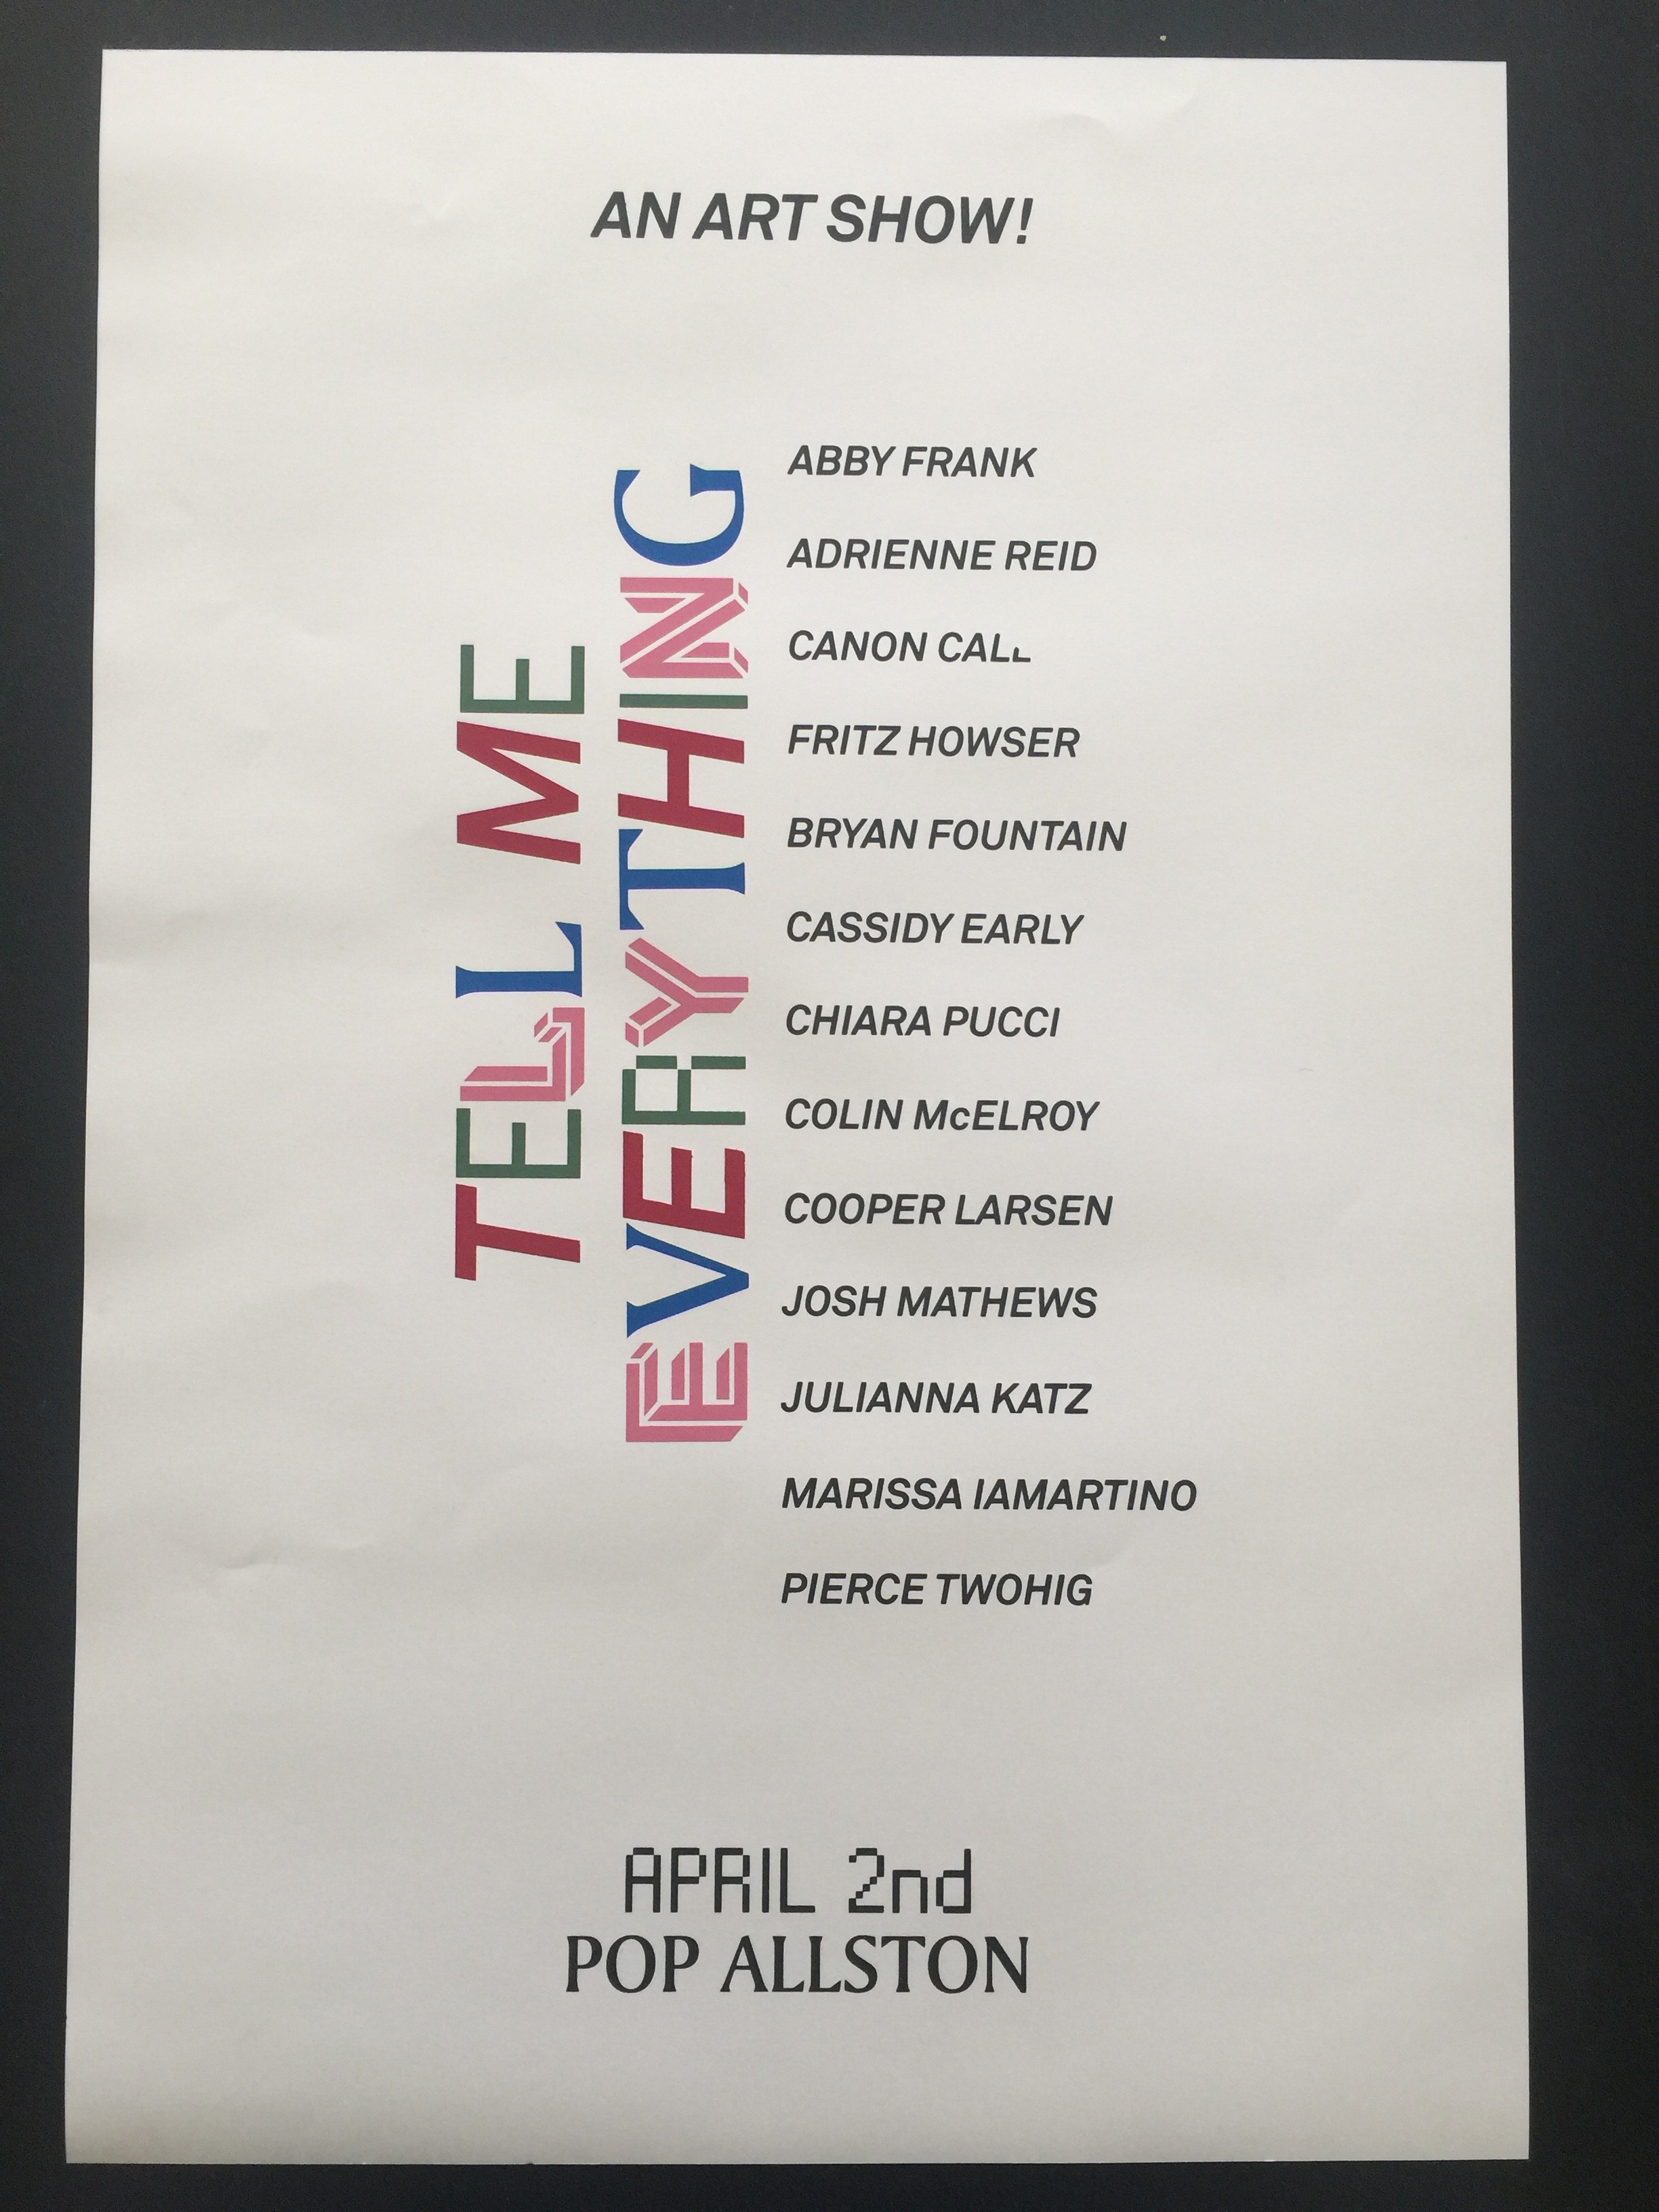 AN ART SHOW!
TELL ME
EVERYTHING
ABBY FRANK
ADRIENNE REID
CANON CALL
FRITZ HOWSER
BRYAN FOUNTAIN
CASSIDY EARLY
CHIARA PUCCI
COLIN McELROY
COOPER LARSEN
JOSH MATHEWS
JULIANNA KATZ
MARISSA IAMARTINO
PIERCE TWOHIG
APRIL 2nd
POP ALLSTON